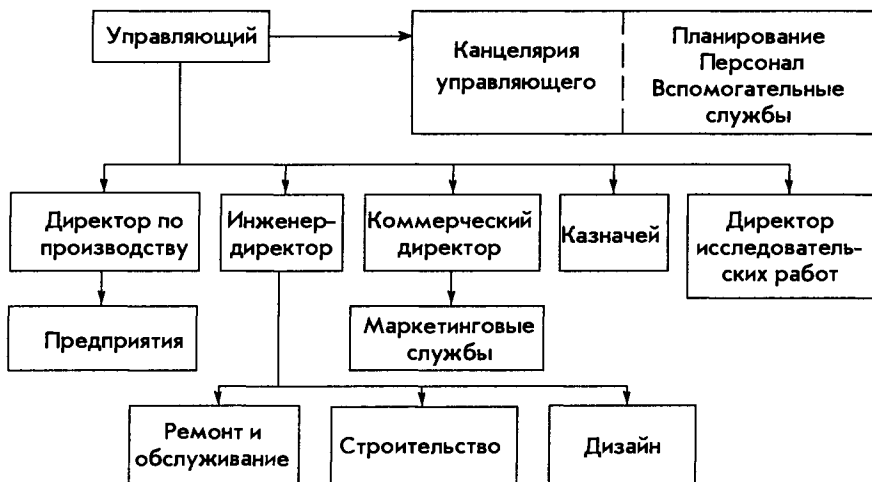 Управляющий
Канцелярия
управляющего
Планирование
Персонал
Вспомогательные
службы
Директор по
производству
Инженер-
директор
Коммерческий
директор
Казначей
Директор
исследователь-
ских работ
Предприятия
Маркетинговые
службы
Ремонт и
обслуживание
Строительство
Дизайн